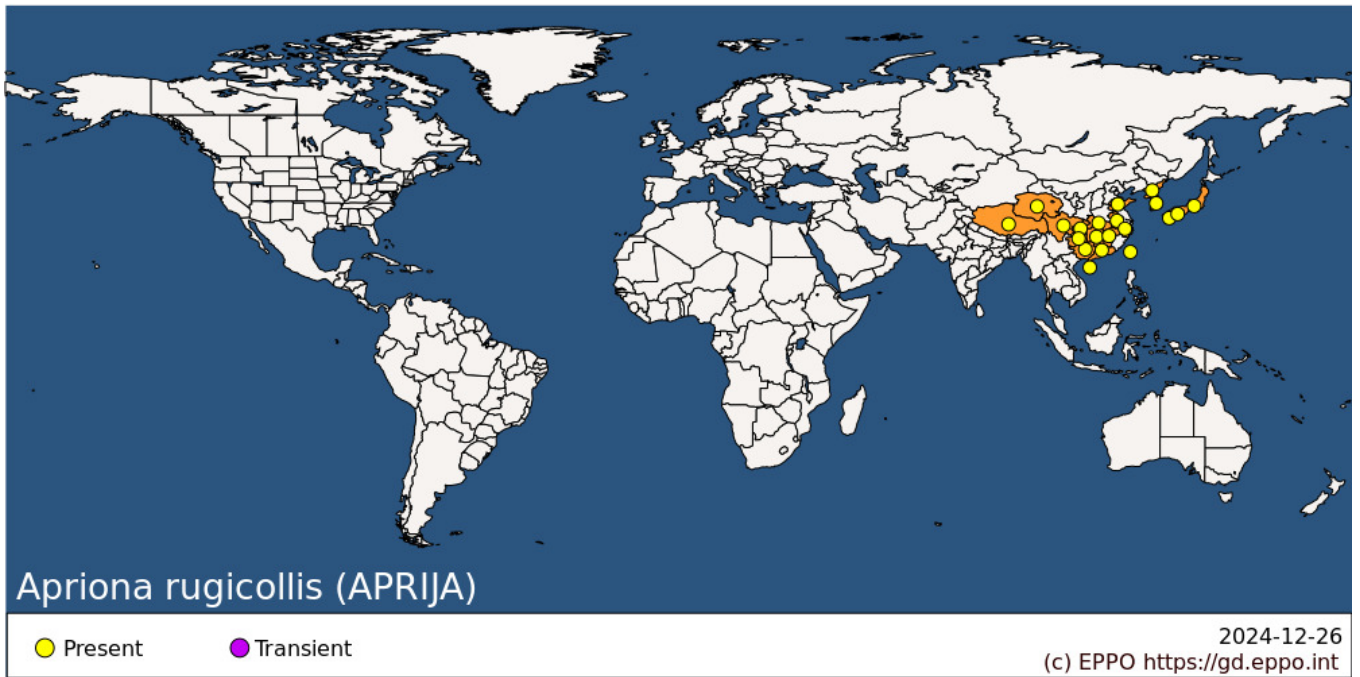 Apriona rugicollis (APRIJA)
Present
Transient
2024-12-26
(c) EPPO https://gd.eppo.int